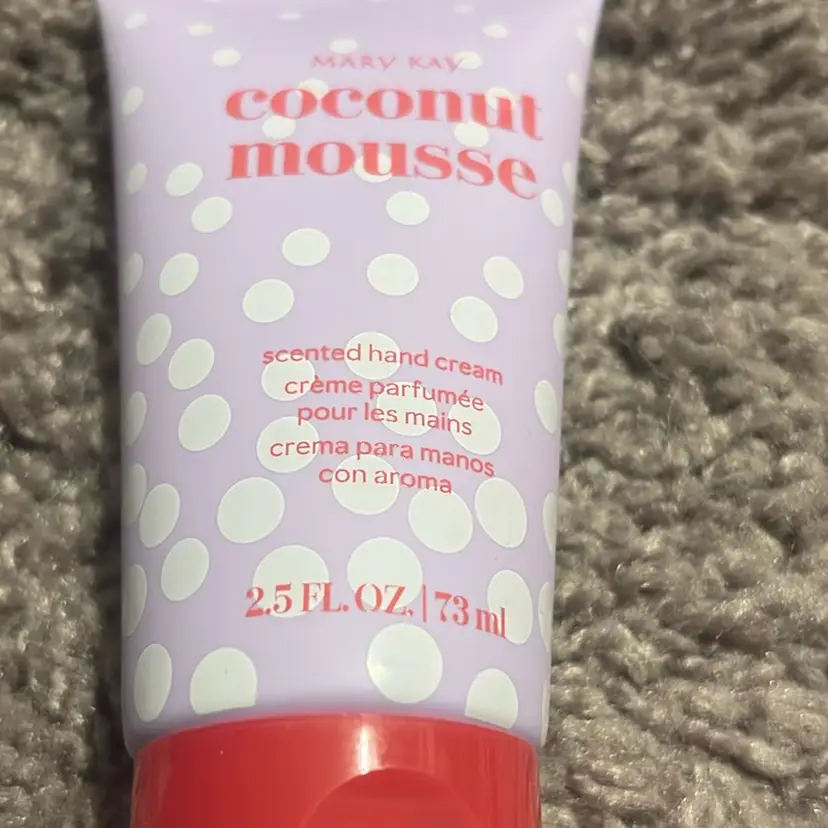 MARY KAY
coconut
mousse
scented hand cream
crème parfumée
pour les mains
crema para manos
con aroma
2.5 FL. OZ. | 73 ml